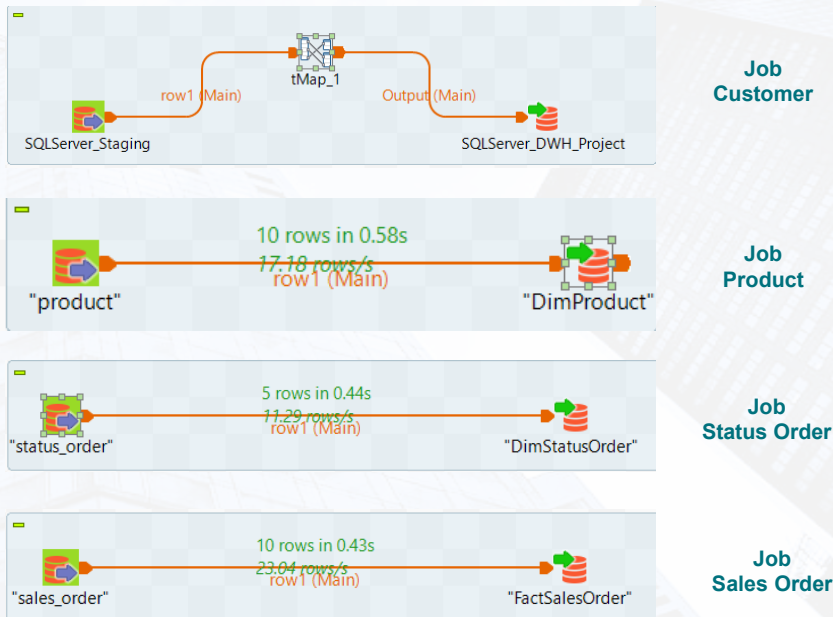 tMap_1
row1 (Main)
Output (Main)
SQLServer_Staging
SQLServer_DWH_Project
Job
Customer
10 rows in 0.58s
17.18 rows/s
row1 (Main)
"product"
"DimProduct"
Job
Product
5 rows in 0.44s
11.29 rows/s
row1 (Main)
"status_order"
"DimStatusOrder"
Job
Status Order
10 rows in 0.43s
23.04 rows/s
row1 (Main)
"sales_order"
"FactSalesOrder"
Job
Sales Order